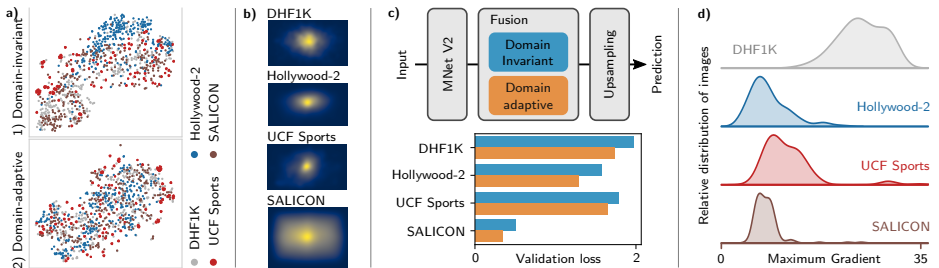 a)
1) Domain-invariant
2) Domain-adaptive
Hollywood-2
SALICON
DHF1K
UCF Sports
b)
DHF1K
Hollywood-2
UCF Sports
SALICON
c)
Input
MNet V2
Fusion
Domain
Invariant
Domain
adaptive
Upsampling
Prediction
DHF1K
Hollywood-2
UCF Sports
SALICON
0
Validation loss
2
d)
Relative distribution of images
DHF1K
Hollywood-2
UCF Sports
SALICON
0
Maximum Gradient
35